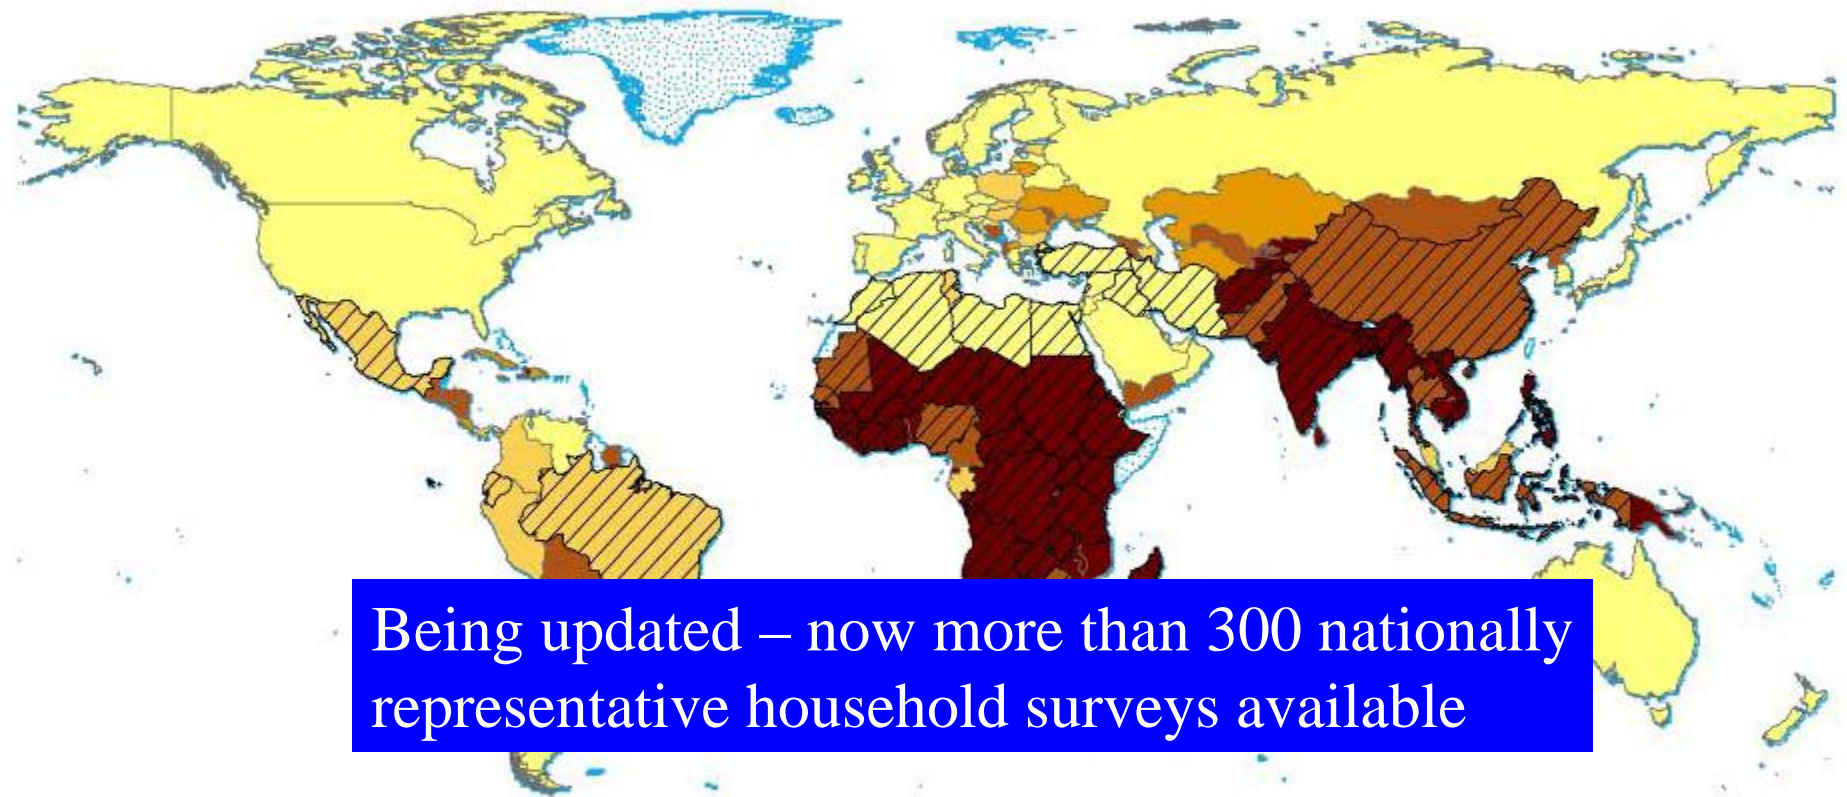 Being updated – now more than 300 nationally
representative household surveys available